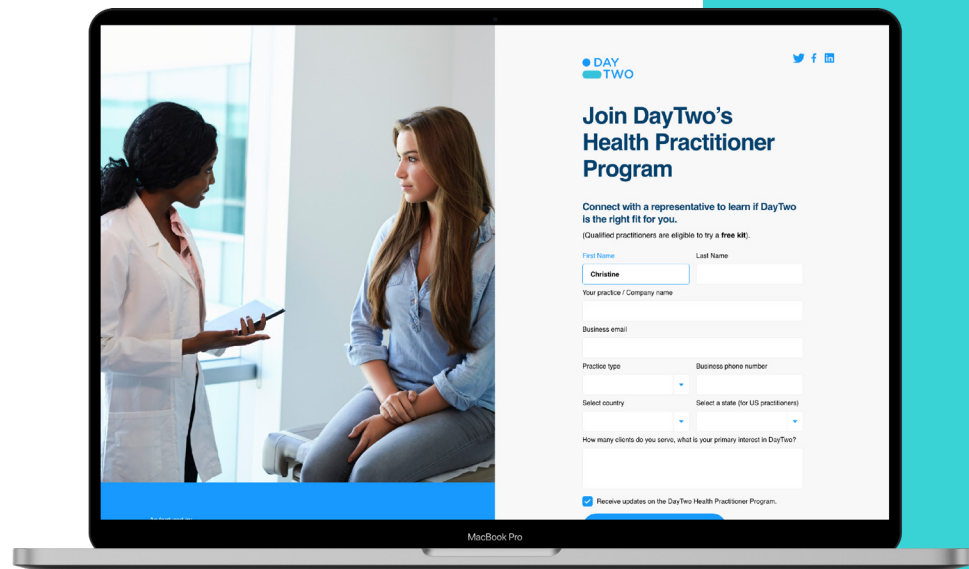 DAY
TWO
Join DayTwo's
Health Practitioner
Program
Connect with a representative to learn if DayTwo
is the right fit for you.
(Qualified practitioners are eligible to try a free kit).
First Name
Last Name
Christine
Your practice / Company name
Business email
Practice type
Business phone number
Select country
Select a state (for US practitioners)
How many clients do you serve, what is your primary interest in DayTwo?
Receive updates on the DayTwo Health Practitioner Program.
MacBook Pro